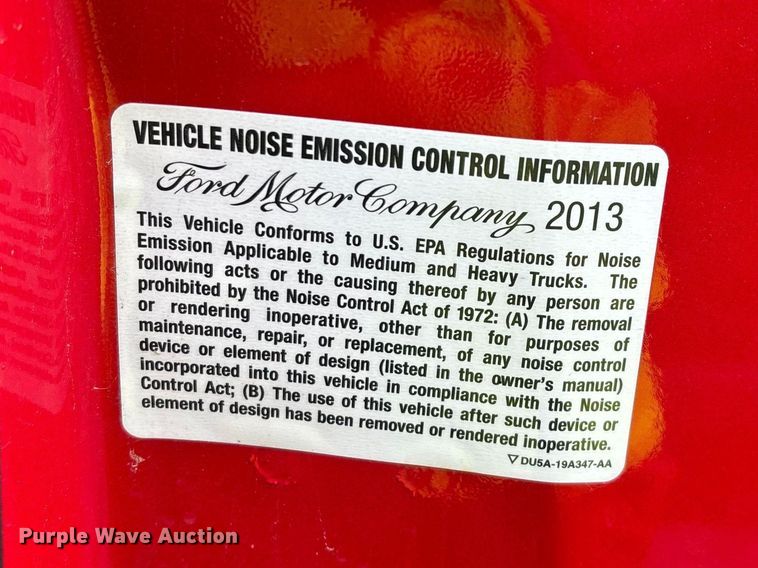 VEHICLE NOISE EMISSION CONTROL INFORMATION
Ford Motor Company 2013
This Vehicle Conforms to U.S. EPA Regulations for Noise
Emission Applicable to Medium and Heavy Trucks. The
following acts or the causing thereof by any person are
prohibited by the Noise Control Act of 1972: (A) The removal
or rendering inoperative, other than for purposes of
maintenance, repair, or replacement, of any noise control
device or element of design (listed in the owner's manual)
incorporated into this vehicle in compliance with the Noise
Control Act; (B) The use of this vehicle after such device or
element of design has been removed or rendered inoperative.
DU5A-19A347-AA
Purple Wave Auction